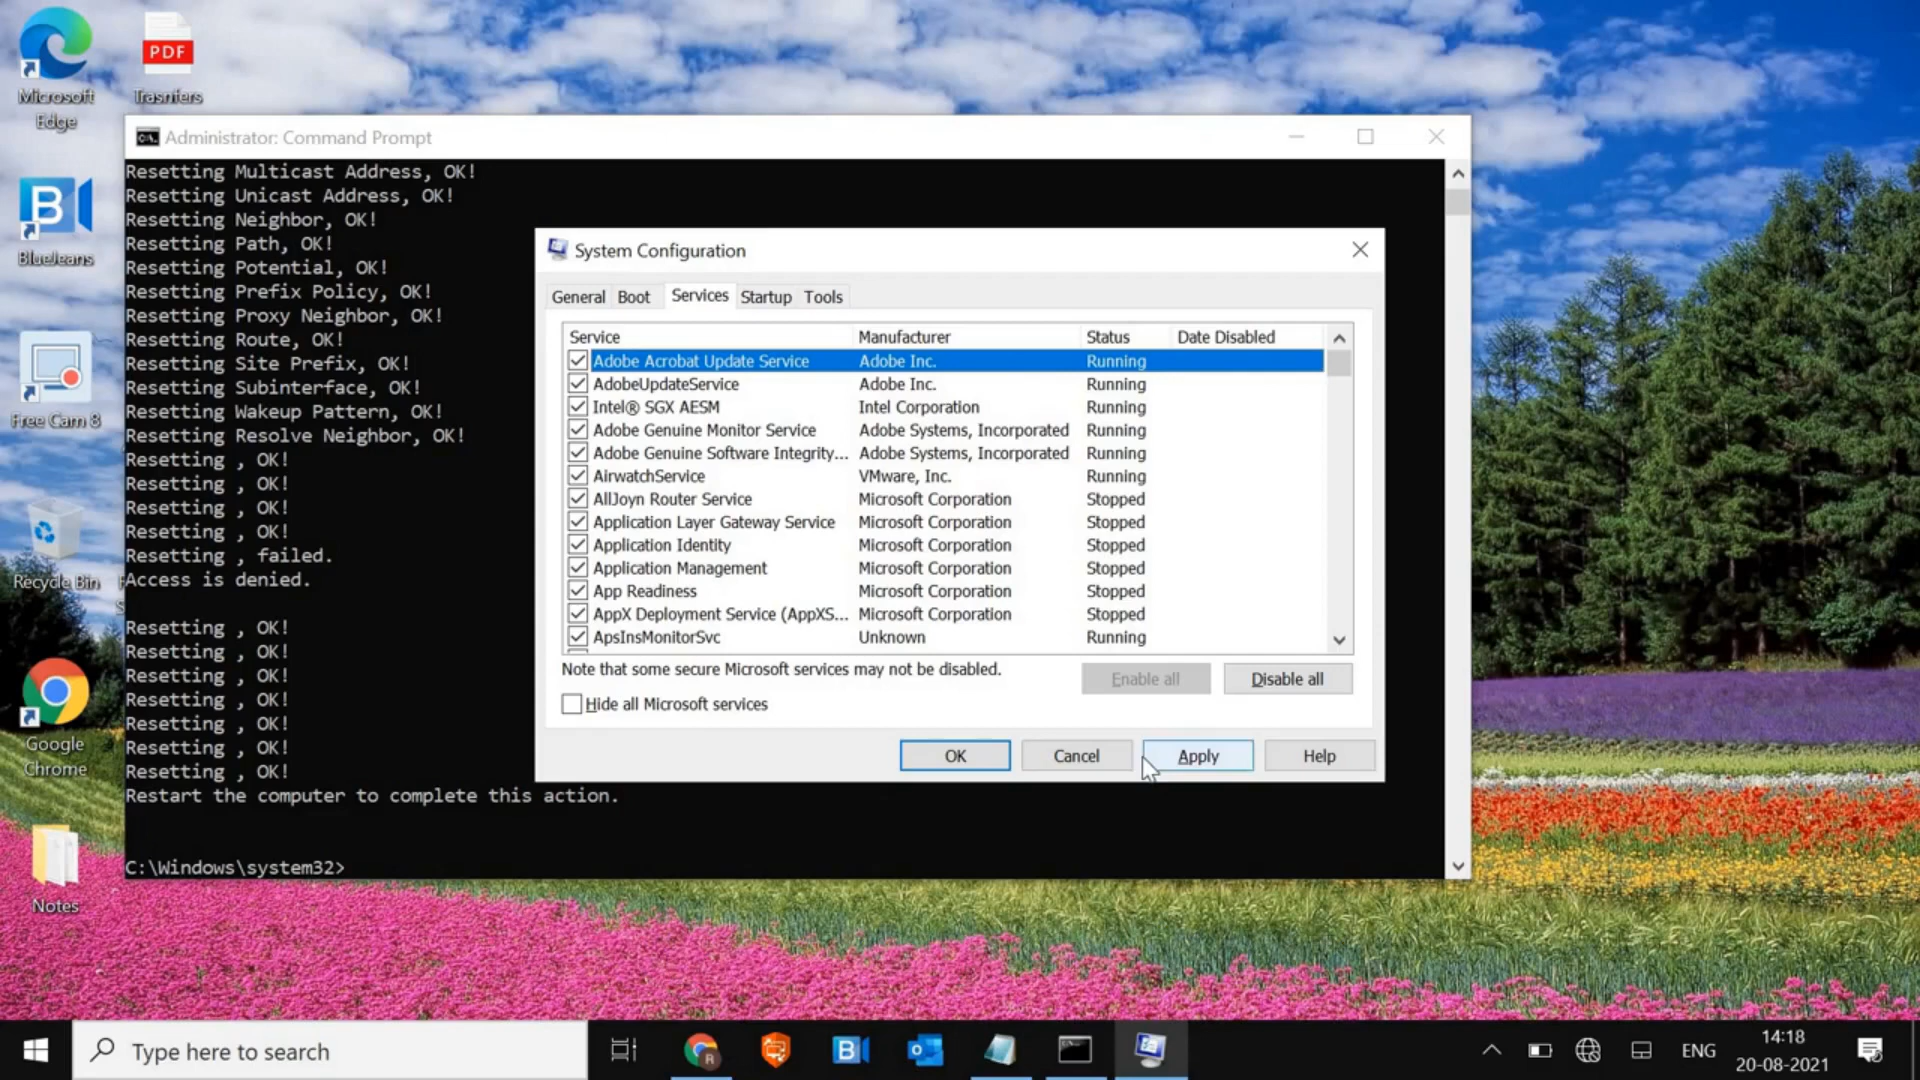 Microsoft Edge
PDF
Trasnfers
BlueJeans
Free Cam 8
Recycle Bin
Google Chrome
Notes
Administrator: Command Prompt
Resetting Multicast Address, OK!
Resetting Unicast Address, OK!
Resetting Neighbor, OK!
Resetting Path, OK!
Resetting Potential, OK!
Resetting Prefix Policy, OK!
Resetting Proxy Neighbor, OK!
Resetting Route, OK!
Resetting Site Prefix, OK!
Resetting Subinterface, OK!
Resetting Wakeup Pattern, OK!
Resetting Resolve Neighbor, OK!
Resetting , OK!
Resetting , OK!
Resetting , OK!
Resetting , OK!
Resetting , failed.
Access is denied.
Resetting , OK!
Resetting , OK!
Resetting , OK!
Resetting , OK!
Resetting , OK!
Resetting , OK!
Resetting , OK!
Restart the computer to complete this action.
C:\Windows\system32>
System Configuration
General Boot Services Startup Tools
Service Manufacturer Status Date Disabled
Adobe Acrobat Update Service Adobe Inc. Running
AdobeUpdateService Adobe Inc. Running
Intel® SGX AESM Intel Corporation Running
Adobe Genuine Monitor Service Adobe Systems, Incorporated Running
Adobe Genuine Software Integrity... Adobe Systems, Incorporated Running
AirwatchService VMware, Inc. Running
AllJoyn Router Service Microsoft Corporation Stopped
Application Layer Gateway Service Microsoft Corporation Stopped
Application Identity Microsoft Corporation Stopped
Application Management Microsoft Corporation Stopped
App Readiness Microsoft Corporation Stopped
AppX Deployment Service (AppXS... Microsoft Corporation Stopped
ApsInsMonitorSvc Unknown Running
Note that some secure Microsoft services may not be disabled.
Enable all Disable all
Hide all Microsoft services
OK Cancel Apply Help
Type here to search
ENG
14:18
20-08-2021